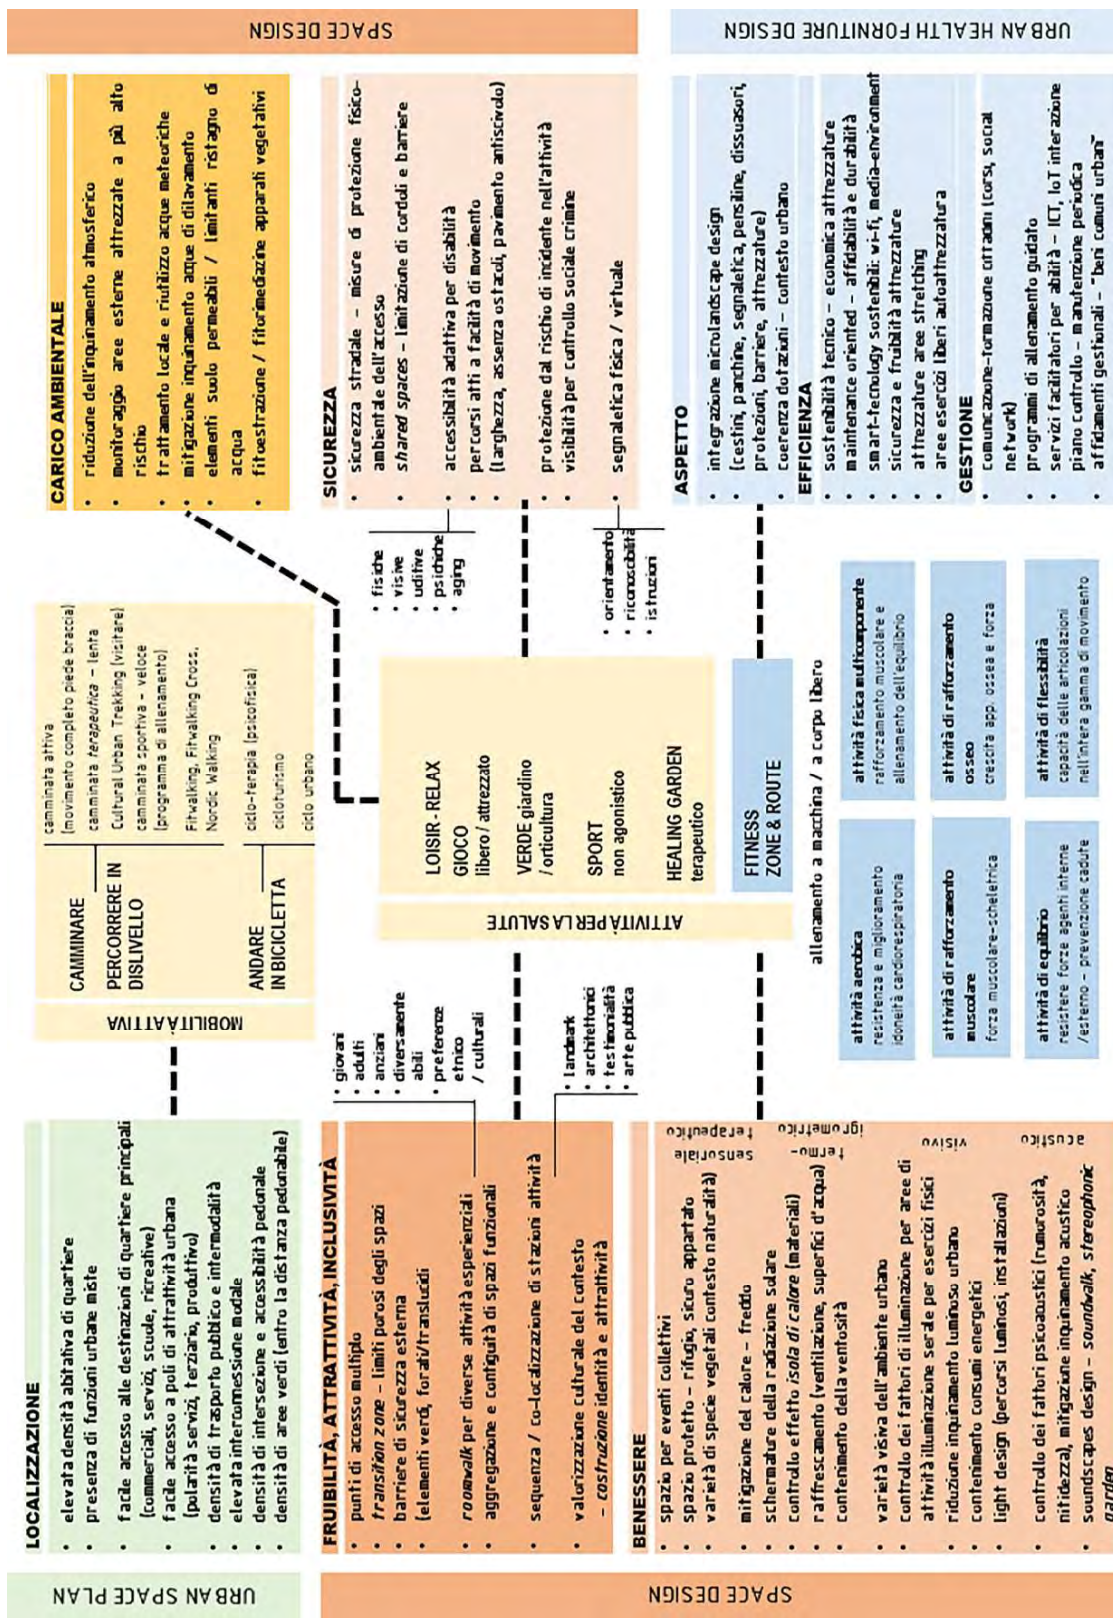 URBAN SPACE PLAN
LOCALIZZAZIONE
• elevata densità abitativa di quartiere
• presenza di funzioni urbane miste
• facile accesso alle destinazioni di quartiere principali
(commerciali, servizi, scuole, ricreative)
• facile accesso a poli di attrattività urbana
(polarità servizi, terziario, produttivo)
• densità di trasporto pubblico e intermodalità
• elevata interconnessione modale
• densità di intersezione e accessibilità pedonale
• densità di aree verdi (entro la distanza pedonabile)
MOBILITÀ ATTIVA
CAMMINARE
PERCORRERE IN
DISLIVELLO
ANDARE
IN BICICLETTA
camminata attiva
(movimento completo piede braccia)
camminata terapeutica - lenta
Cultural Urban Trekking (visitare)
camminata sportiva - veloce
(programma di allenamento)
Fitwalking, Fitwalking Cross,
Nordic Walking
ciclo-terapia (psicofisica)
cicloturismo
ciclo urbano
SPACE DESIGN
CARICO AMBIENTALE
• riduzione dell'inquinamento atmosferico
• monitoraggio aree esterne attrezzate a più alto
rischio
• trattamento locale e riutilizzo acque meteoriche
• mitigazione inquinamento acque di dilavamento
• elementi suolo permeabili / limitanti ristagno di
acqua
• fitoestrazione / fitorimediazine apparati vegetativi
SPACE DESIGN
FRUIBILITÀ, ATTRATTIVITÀ, INCLUSIVITÀ
• punti di accesso multiplo
• transition zone - limiti porosi degli spazi
• barriere di sicurezza esterna
(elementi verdi, forati/translucidi
• roomwalk per diverse attività esperienziali
• aggregazione e contiguità di spazi funzionali
• sequenza / co-localizzazione di stazioni attività
• valorizzazione culturale del contesto
- costruzione identità e attrattività
• giovani
• adulti
• anziani
• diversamente
abili
• preferenze
etnico
/ culturali
• landmark
• architettonici
• testimonialità
• arte pubblica
ATTIVITÀ PER LA SALUTE
LOISIR - RELAX
GIOCO
libero / attrezzato
VERDE giardino
/ orticultura
SPORT
non agonistico
HEALING GARDEN
terapeutico
FITNESS
ZONE & ROUTE
SICUREZZA
• sicurezza stradale - misure di protezione fisico-
ambientale dell'accesso
• shared spaces - limitazione di cordoli e barriere
• accessibilità adattiva per disabilità
• percorsi atti a facilità di movimento
(larghezza, assenza ostacoli, pavimento antiscivolo)
• protezione dal rischio di incidente nell'attività
• visibilità per controllo sociale crimine
• segnaletica fisica / virtuale
• fisiche
• visive
• uditive
• psichiche
• aging
• orientamento
• riconoscibilità
• istruzioni
BENESSERE
• spazio per eventi collettivi
• spazio protetto - rifugio, sicuro appartato
• varietà di specie vegetali contesto naturalità)
• mitigazione del calore - freddo
• schermature della radiazione solare
• controllo effetto isola di calore (materiali)
• raffrescamento (ventilazione, superfici d'acqua)
• contenimento della ventosità
• varietà visiva dell'ambiente urbano
• controllo dei fattori di illuminazione per aree di
attività illuminazione serale per esercizi fisici
• riduzione inquinamento luminoso urbano
• contenimento consumi energetici
• light design (percorsi luminosi, installazioni)
• controllo dei fattori psicoacustici (rumorosità,
nitidezza), mitigazione inquinamento acustico
• soundscapes design - soundwalk, stereophonic
garden
sensoriale
terapeutico
termo-
igrometrico
visivo
acustico
allenamento a macchina / a corpo libero
attività aerobica
resistenza e miglioramento
idoneità cardiorespiratoria
attività di rafforzamento
muscolare
forza muscolare-scheletrica
attività di equilibrio
resistere forze agenti interne
/esterno - prevenzione cadute
attività fisica multicomponente
rafforzamento muscolare e
allenamento dell'equilibrio
attività di rafforzamento
osseo
crescita app. ossea e forza
attività di flessibilità
capacità delle articolazioni
nell'intera gamma di movimento
URBAN HEALTH FORNITURE DESIGN
ASPETTO
• integrazione microlandscape design
(cestini, panchine, segnaletica, pensiline, dissuasori,
protezioni, barriere, attrezzature)
• coerenza dotazioni - contesto urbano
EFFICIENZA
• sostenibilità tecnico - economica attrezzature
• maintenance oriented - affidabilità e durabilità
• smart-tecnology sostenibili: wi-fi, media-environment
• sicurezza e fruibilità attrezzature
• attrezzature aree stretching
• aree esercizi liberi autoattrezzatura
GESTIONE
• comunicazione-formazione cittadini (corsi, social
network)
• programmi di allenamento guidato
• servizi facilitatori per abilità - ICT, IoT interazione
• piano controllo - manutenzione periodica
• affidamenti gestionali - "beni comuni urbani"